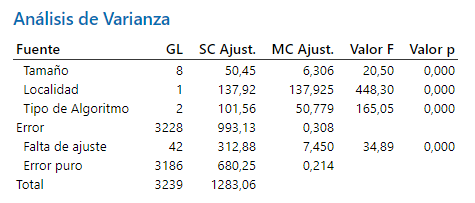 Análisis de Varianza
Fuente GL SC Ajust. MC Ajust. Valor F Valor p
Tamaño 8 50,45 6,306 20,50 0,000
Localidad 1 137,92 137,925 448,30 0,000
Tipo de Algoritmo 2 101,56 50,779 165,05 0,000
Error 3228 993,13 0,308
Falta de ajuste 42 312,88 7,450 34,89 0,000
Error puro 3186 680,25 0,214
Total 3239 1283,06